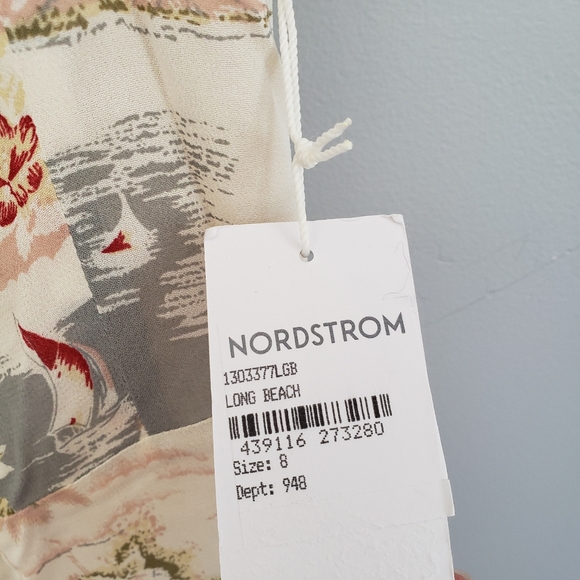 NORDSTROM
1303377LGB
LONG BEACH
439116 273280
Size: 8
Dept: 948